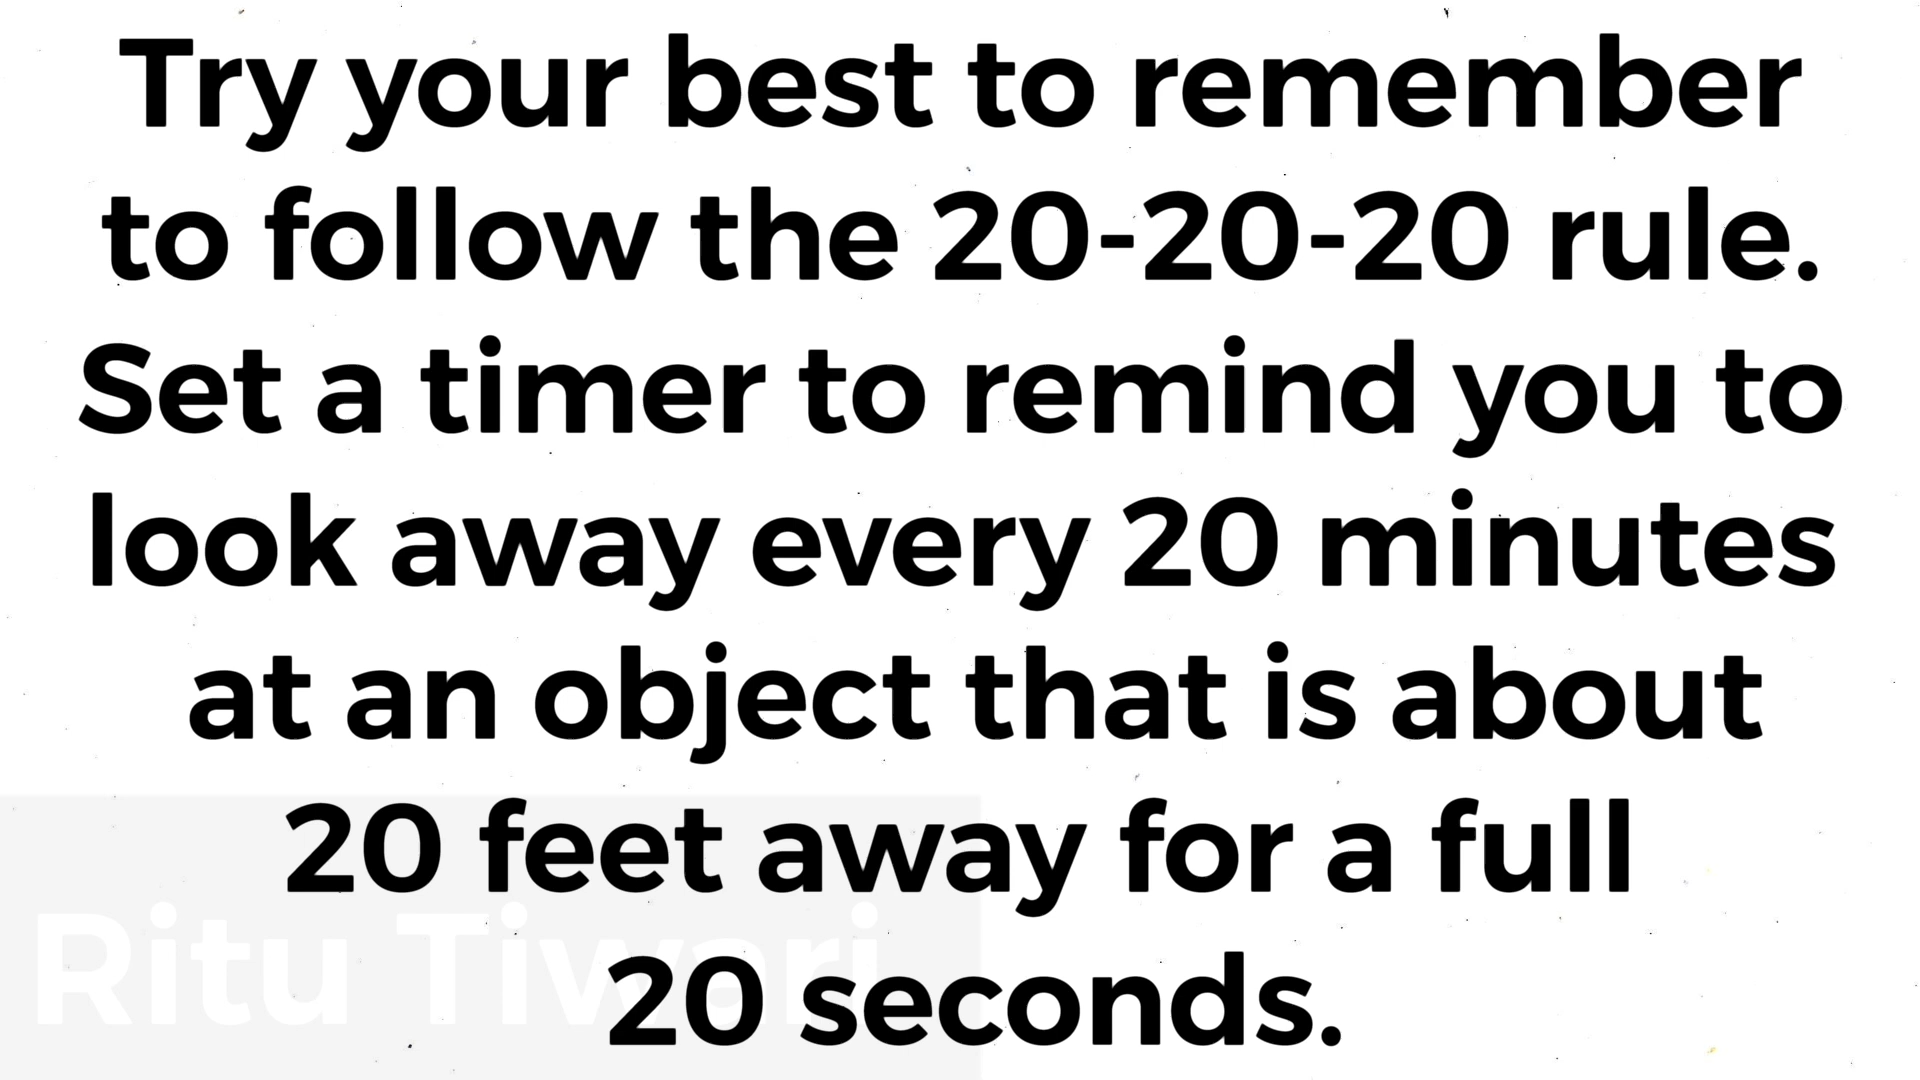 Try your best to remember
to follow the 20-20-20 rule.
Set a timer to remind you to
look away every 20 minutes
at an object that is about
20 feet away for a full
20 seconds.
Ritu Tiwari